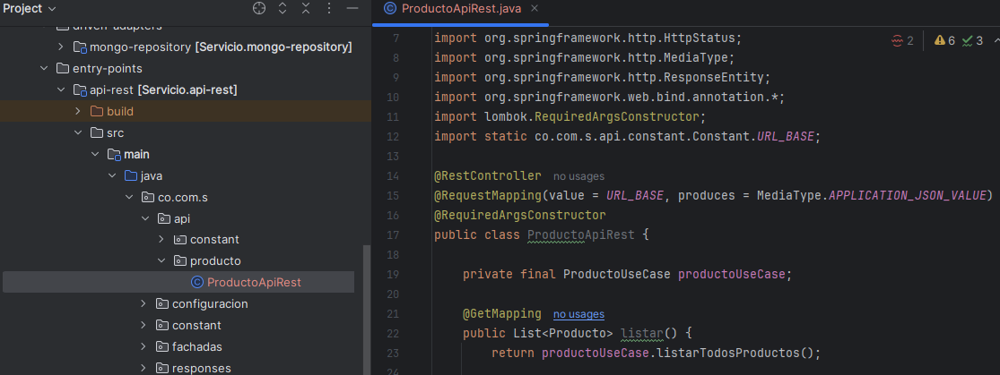 Project
driven-adapters
mongo-repository [Servicio.mongo-repository]
entry-points
api-rest [Servicio.api-rest]
build
src
main
java
co.com.s
api
constant
producto
ProductoApiRest
configuracion
constant
fachadas
responses
ProductoApiRest.java
2 6 3
7 import org.springframework.http.HttpStatus;
8 import org.springframework.http.MediaType;
9 import org.springframework.http.ResponseEntity;
10 import org.springframework.web.bind.annotation.*;
11 import lombok.RequiredArgsConstructor;
12 import static co.com.s.api.constant.Constant.URL_BASE;
13
14 @RestController no usages
15 @RequestMapping(value = URL_BASE, produces = MediaType.APPLICATION_JSON_VALUE)
16 @RequiredArgsConstructor
17 public class ProductoApiRest {
18
19 private final ProductoUseCase productoUseCase;
20
21 @GetMapping no usages
22 public List<Producto> listar() {
23 return productoUseCase.listarTodosProductos();
24